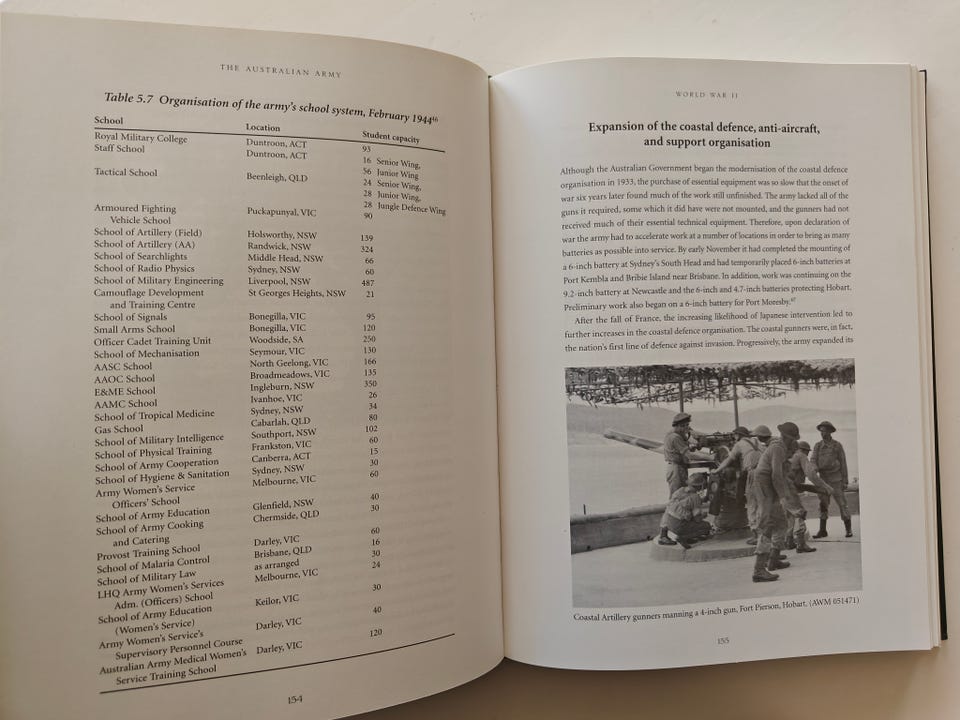 THE AUSTRALIAN ARMY
Table 5.7 Organisation of the army's school system, February 1944⁴⁶
School Location Student capacity
Royal Military College Duntroon, ACT 93
Staff School Duntroon, ACT 16 Senior Wing,
56 Junior Wing
Tactical School Beenleigh, QLD 24 Senior Wing,
28 Junior Wing,
28 Jungle Defence Wing
Armoured Fighting Puckapunyal, VIC 90
Vehicle School
School of Artillery (Field) Holsworthy, NSW 139
School of Artillery (AA) Randwick, NSW 324
School of Searchlights Middle Head, NSW 66
School of Radio Physics Sydney, NSW 60
School of Military Engineering Liverpool, NSW 487
Camouflage Development St Georges Heights, NSW 21
and Training Centre
School of Signals Bonegilla, VIC 95
Small Arms School Bonegilla, VIC 120
Officer Cadet Training Unit Woodside, SA 250
School of Mechanisation Seymour, VIC 130
AASC School North Geelong, VIC 166
AAOC School Broadmeadows, VIC 135
E&ME School Ingleburn, NSW 350
AAMC School Ivanhoe, VIC 26
School of Tropical Medicine Sydney, NSW 34
Gas School Cabarlah, QLD 80
School of Military Intelligence Southport, NSW 102
School of Physical Training Frankston, VIC 60
School of Army Cooperation Canberra, ACT 15
School of Hygiene & Sanitation Sydney, NSW 30
Army Women's Service Melbourne, VIC 60
Officers' School
School of Army Education Glenfield, NSW 40
School of Army Cooking Chermside, QLD 30
and Catering
Provost Training School Darley, VIC 60
School of Malaria Control Brisbane, QLD 16
School of Military Law as arranged 30
LHQ Army Women's Services Melbourne, VIC 24
Adm. (Officers) School
School of Army Education Keilor, VIC 30
(Women's Service)
Army Women's Service's Darley, VIC 40
Supervisory Personnel Course
Australian Army Medical Women's Darley, VIC 120
Service Training School
154
WORLD WAR II
Expansion of the coastal defence, anti-aircraft,
and support organisation
Although the Australian Government began the modernisation of the coastal defence
organisation in 1933, the purchase of essential equipment was so slow that the onset of
war six years later found much of the work still unfinished. The army lacked all of the
guns it required, some which it did have were not mounted, and the gunners had not
received much of their essential technical equipment. Therefore, upon declaration of
war the army had to accelerate work at a number of locations in order to bring as many
batteries as possible into service. By early November it had completed the mounting of
a 6-inch battery at Sydney's South Head and had temporarily placed 6-inch batteries at
Port Kembla and Bribie Island near Brisbane. In addition, work was continuing on the
9.2-inch battery at Newcastle and the 6-inch and 4.7-inch batteries protecting Hobart.
Preliminary work also began on a 6-inch battery for Port Moresby.⁴⁷
After the fall of France, the increasing likelihood of Japanese intervention led to
further increases in the coastal defence organisation. The coastal gunners were, in fact,
the nation's first line of defence against invasion. Progressively, the army expanded its
Coastal Artillery gunners manning a 4-inch gun, Fort Pierson, Hobart. (AWM 051471)
155